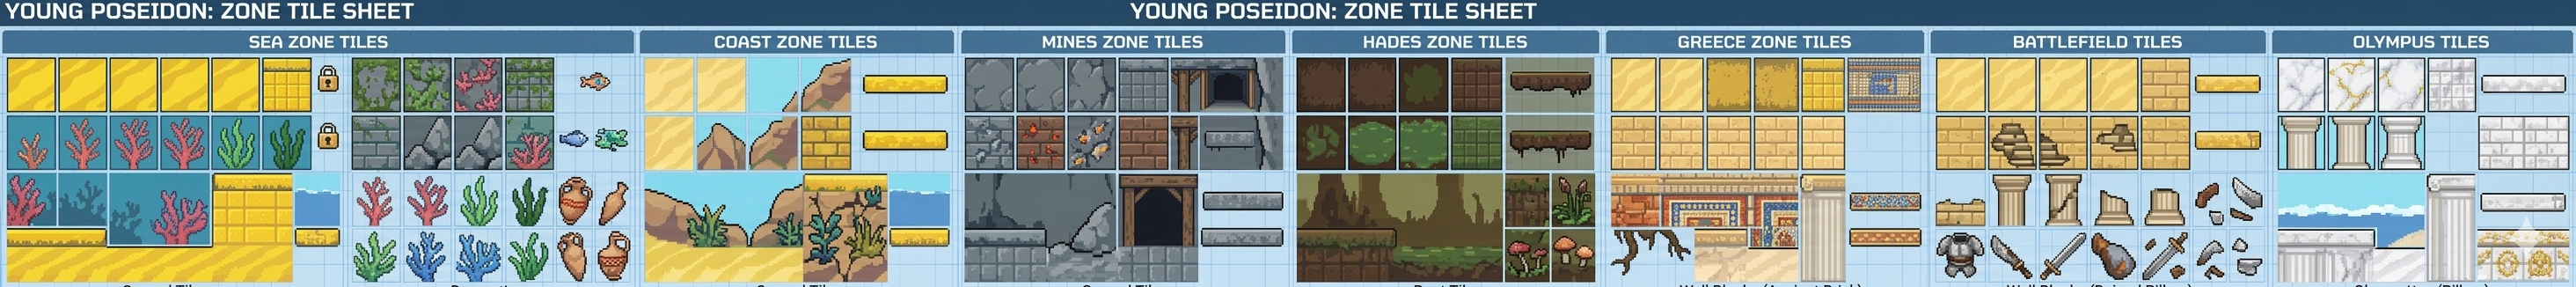 YOUNG POSEIDON: ZONE TILE SHEET
YOUNG POSEIDON: ZONE TILE SHEET
SEA ZONE TILES
COAST ZONE TILES
MINES ZONE TILES
HADES ZONE TILES
GREECE ZONE TILES
BATTLEFIELD TILES
OLYMPUS TILES